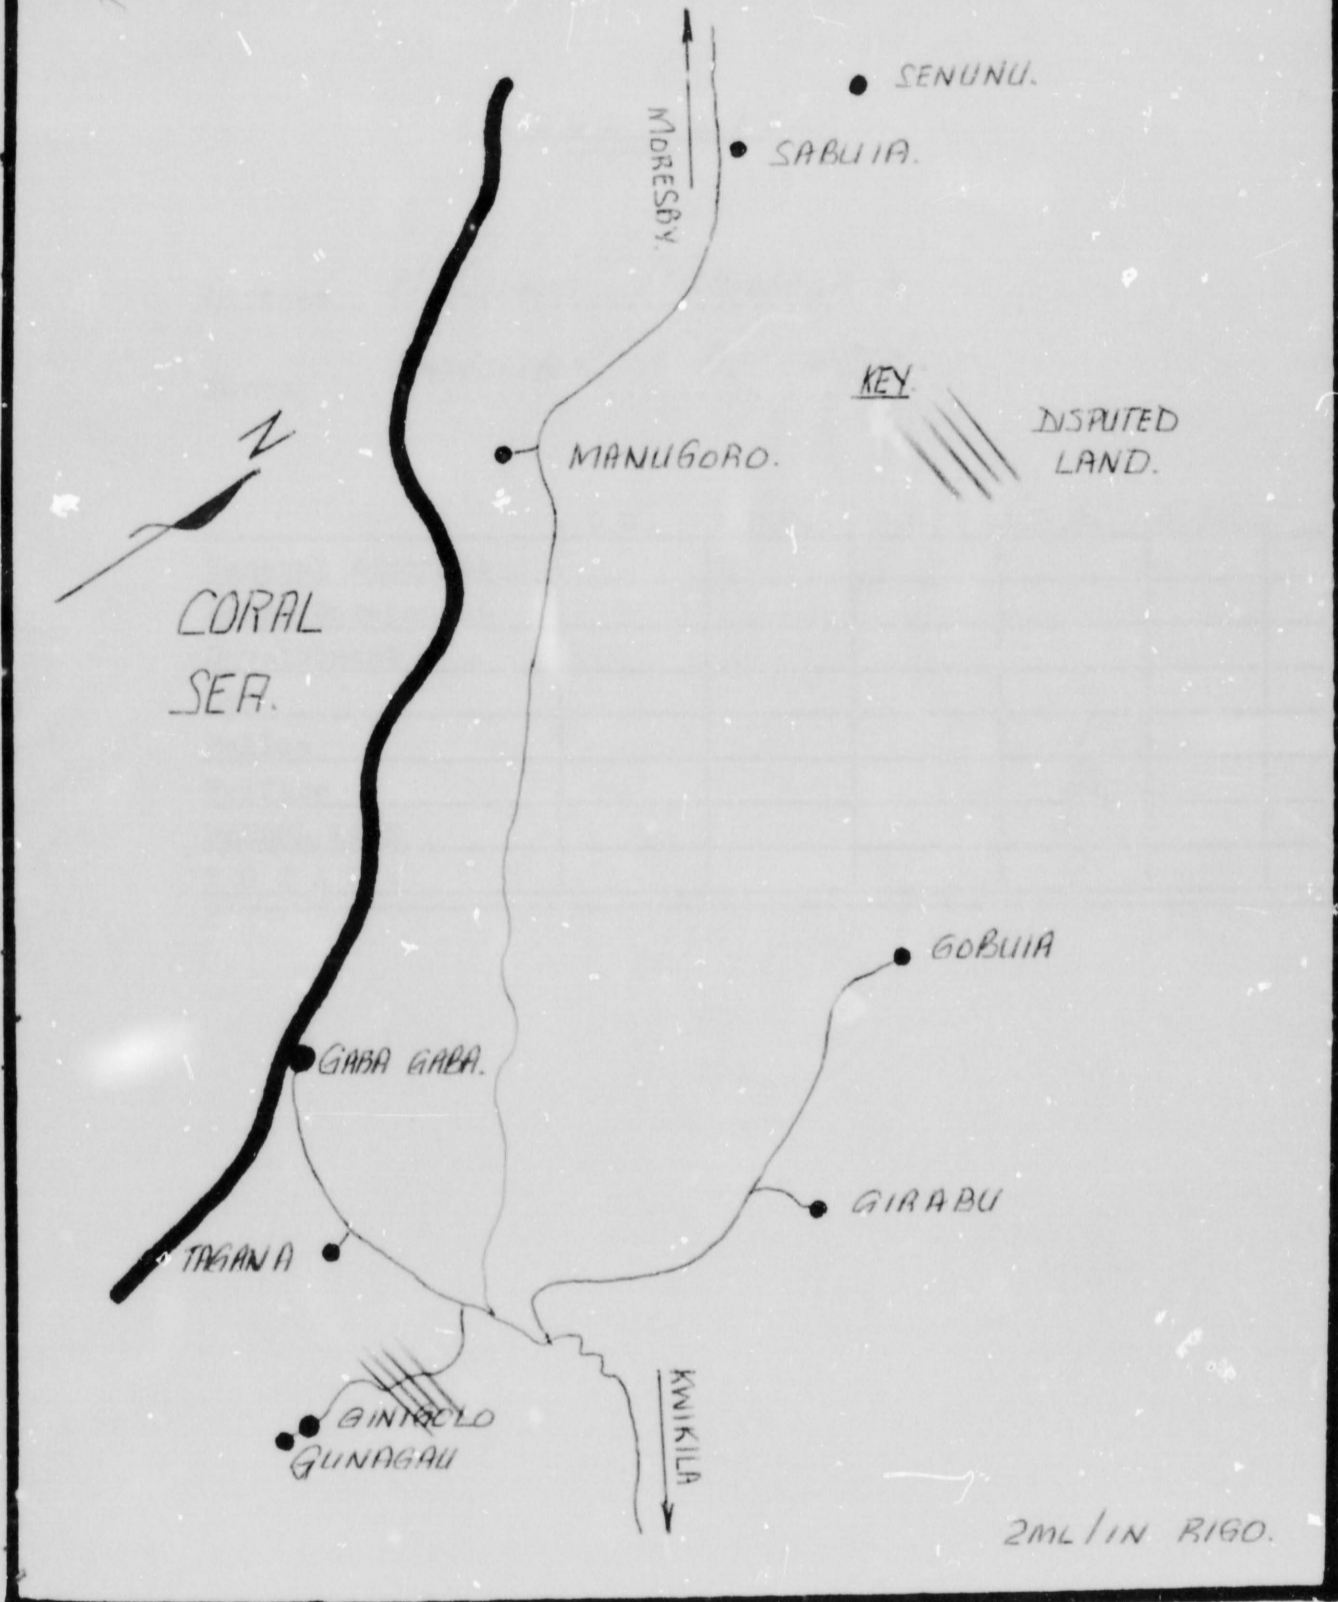 SENUNU.
MORESBY.
SABUIA.
KEY.
DISPUTED
LAND.
N
MANUGORO.
CORAL
SEA.
GOBUIA
GABA GABA.
GIRABU
TAGANA
KWIKILA
GINIGOLO
GUNAGAU
2ML/IN RIGO.